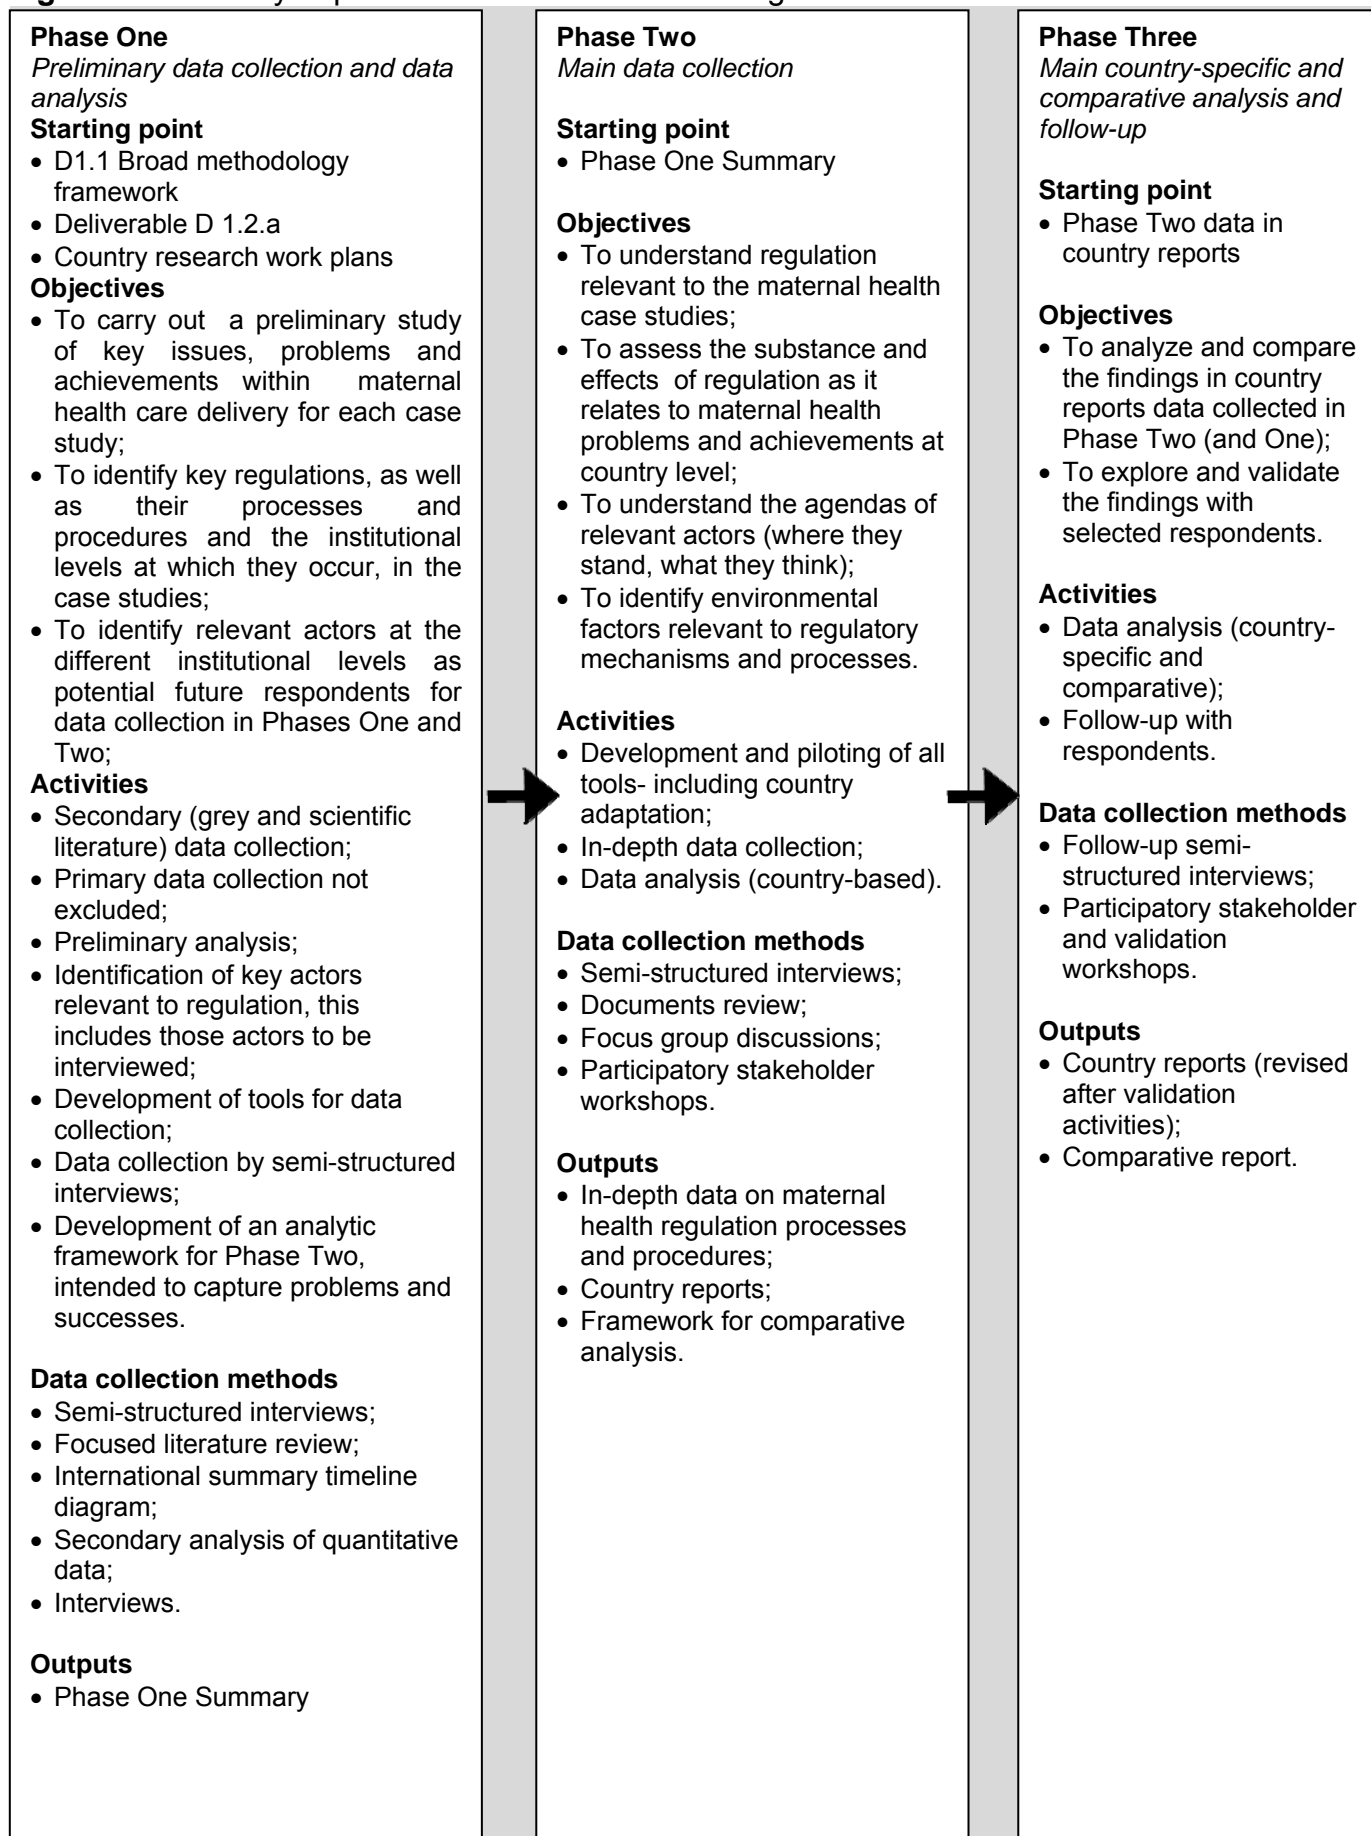 Phase One
Preliminary data collection and data
analysis
Starting point
• D1.1 Broad methodology
framework
• Deliverable D 1.2.a
• Country research work plans
Objectives
• To carry out a preliminary study
of key issues, problems and
achievements within maternal
health care delivery for each case
study;
• To identify key regulations, as well
as their processes and
procedures and the institutional
levels at which they occur, in the
case studies;
• To identify relevant actors at the
different institutional levels as
potential future respondents for
data collection in Phases One and
Two;
Activities
• Secondary (grey and scientific
literature) data collection;
• Primary data collection not
excluded;
• Preliminary analysis;
• Identification of key actors
relevant to regulation, this
includes those actors to be
interviewed;
• Development of tools for data
collection;
• Data collection by semi-structured
interviews;
• Development of an analytic
framework for Phase Two,
intended to capture problems and
successes.
Data collection methods
• Semi-structured interviews;
• Focused literature review;
• International summary timeline
diagram;
• Secondary analysis of quantitative
data;
• Interviews.
Outputs
• Phase One Summary
Phase Two
Main data collection
Starting point
• Phase One Summary
Objectives
• To understand regulation
relevant to the maternal health
case studies;
• To assess the substance and
effects of regulation as it
relates to maternal health
problems and achievements at
country level;
• To understand the agendas of
relevant actors (where they
stand, what they think);
• To identify environmental
factors relevant to regulatory
mechanisms and processes.
Activities
• Development and piloting of all
tools- including country
adaptation;
• In-depth data collection;
• Data analysis (country-based).
Data collection methods
• Semi-structured interviews;
• Documents review;
• Focus group discussions;
• Participatory stakeholder
workshops.
Outputs
• In-depth data on maternal
health regulation processes
and procedures;
• Country reports;
• Framework for comparative
analysis.
Phase Three
Main country-specific and
comparative analysis and
follow-up
Starting point
• Phase Two data in
country reports
Objectives
• To analyze and compare
the findings in country
reports data collected in
Phase Two (and One);
• To explore and validate
the findings with
selected respondents.
Activities
• Data analysis (country-
specific and
comparative);
• Follow-up with
respondents.
Data collection methods
• Follow-up semi-
structured interviews;
• Participatory stakeholder
and validation
workshops.
Outputs
• Country reports (revised
after validation
activities);
• Comparative report.